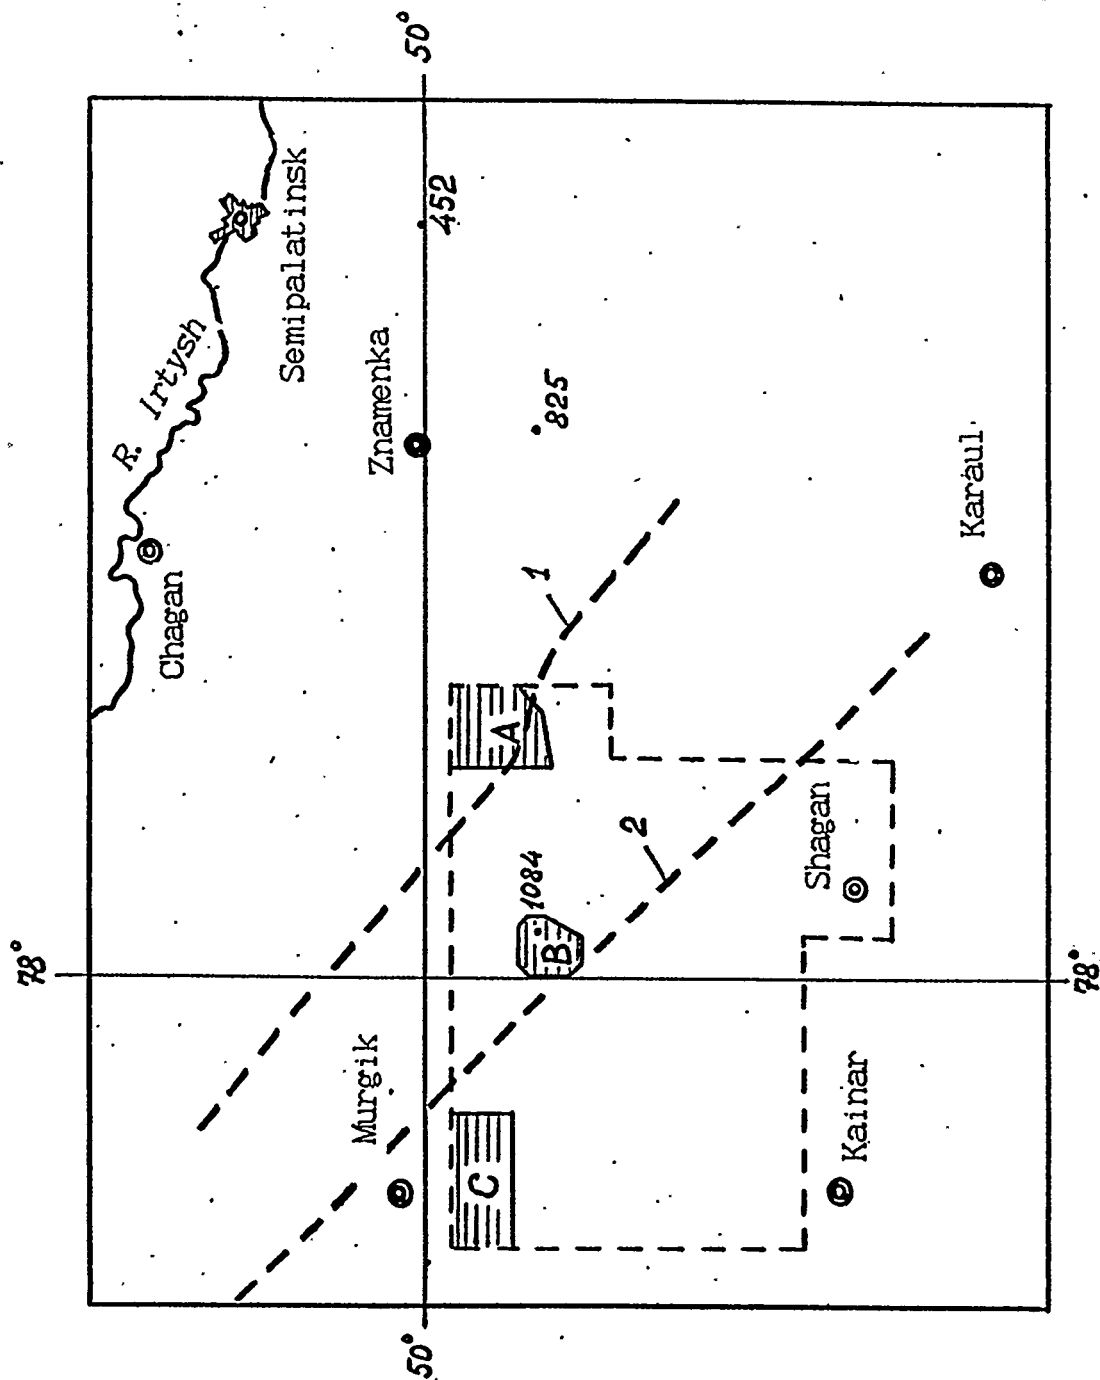 R. Irtysh
Semipalatinsk
Chagan
50°
50°
452
Znamenka
825
1
A
78°
78°
Murgik
1084
B
2
C
Shagan
Karaul
Kainar